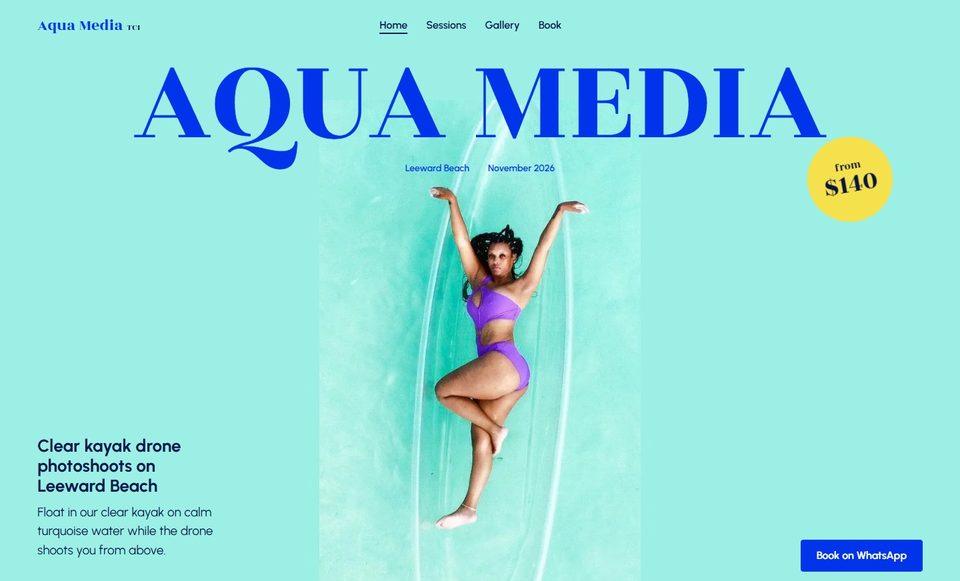 Aqua Media TCI
Home Sessions Gallery Book
AQUA MEDIA
Leeward Beach November 2026
from
$140
Clear kayak drone
photoshoots on
Leeward Beach
Float in our clear kayak on calm
turquoise water while the drone
shoots you from above.
Book on WhatsApp